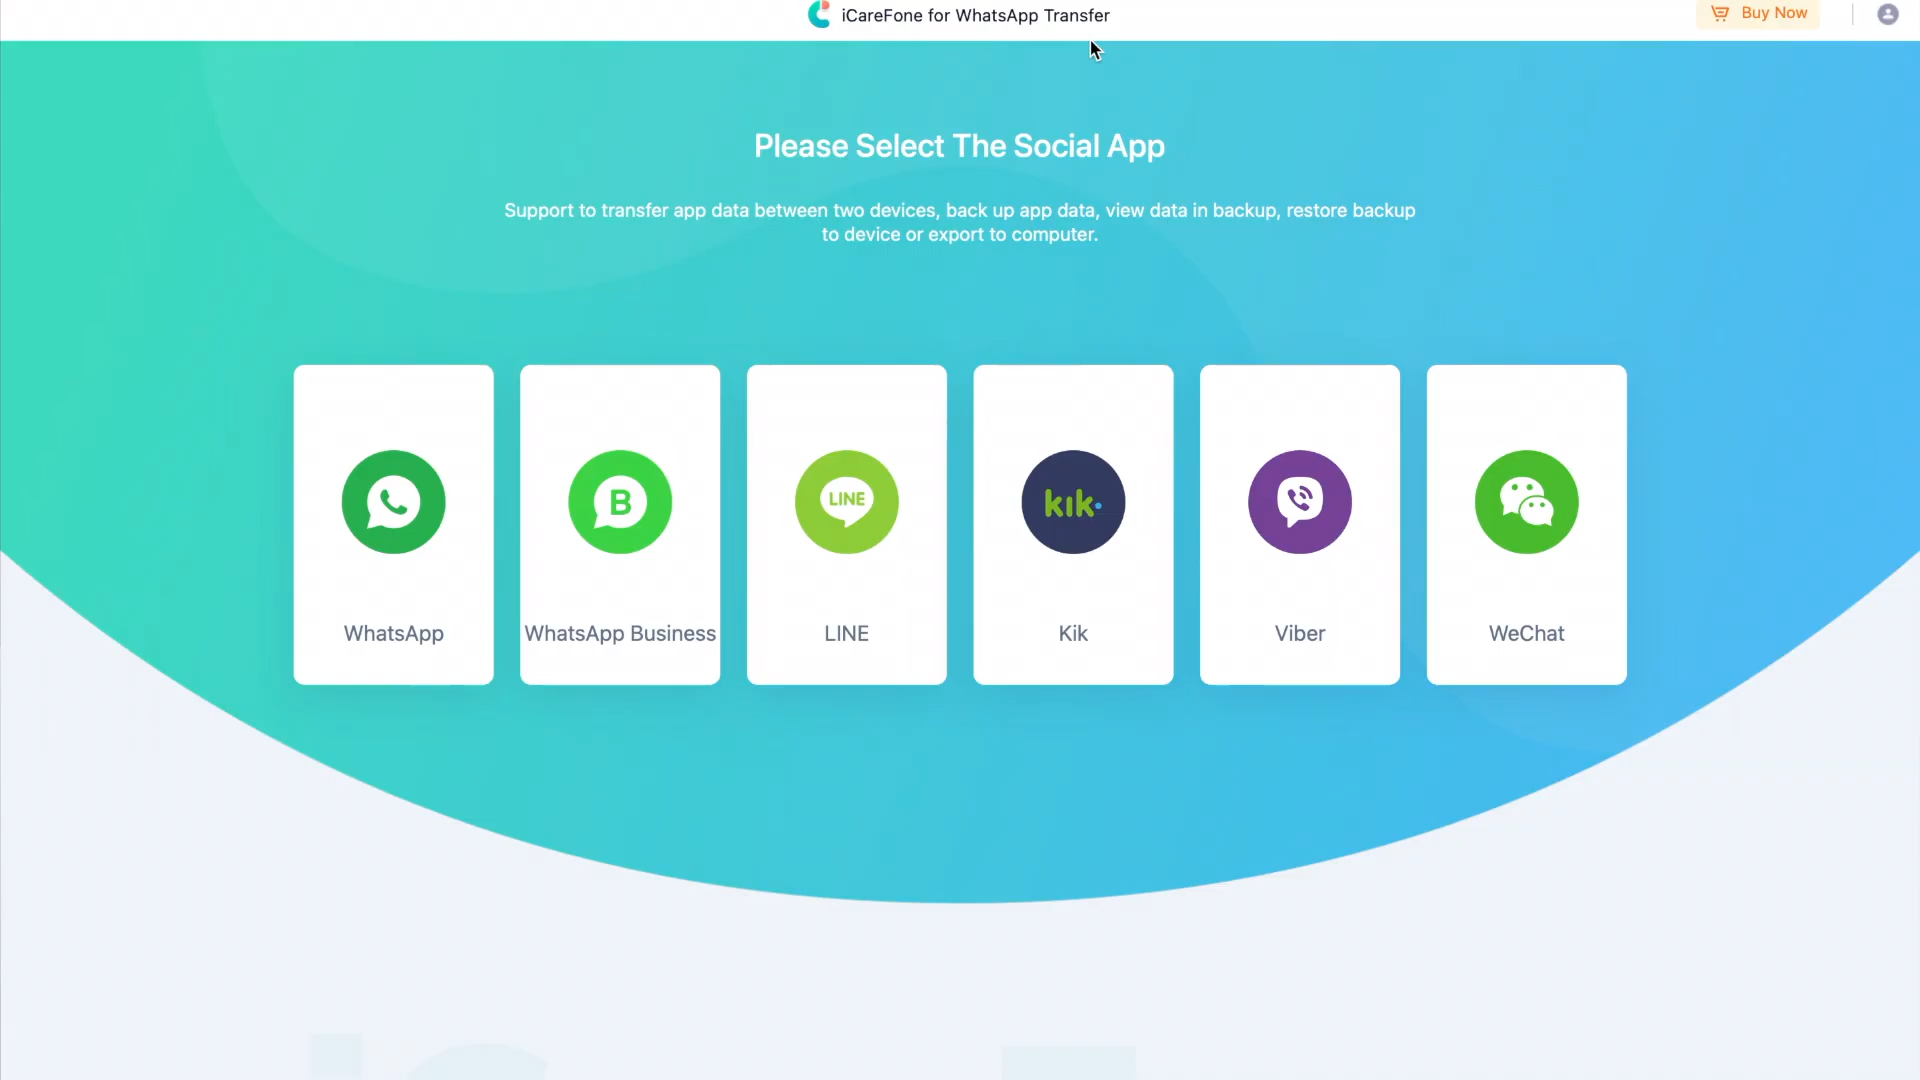 iCareFone for WhatsApp Transfer
Buy Now
Please Select The Social App
Support to transfer app data between two devices, back up app data, view data in backup, restore backup
to device or export to computer.
B
LINE
kik
WhatsApp
WhatsApp Business
LINE
Kik
Viber
WeChat